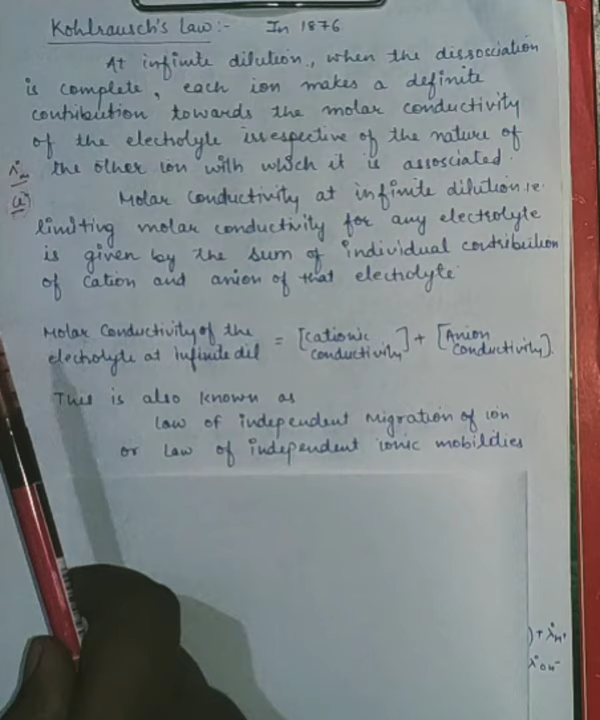 Kohlrausch's Law:- In 1876
At infinite dilution, when the dissociation
is complete, each ion makes a definite
contribution towards the molar conductivity
of the electrolyte irrespective of the nature of
the other ion with which it is associated.
Molar conductivity at infinite dilution i.e.
limiting molar conductivity for any electrolyte
is given by the sum of individual contribution
of cation and anion of that electrolyte
Molar Conductivity of the
electrolyte at infinite dil = [Cationic conductivity] + [Anion conductivity].
This is also known as
law of independent Migration of ion
or law of independent ionic mobilities
) + λ°H+
λ°OH-